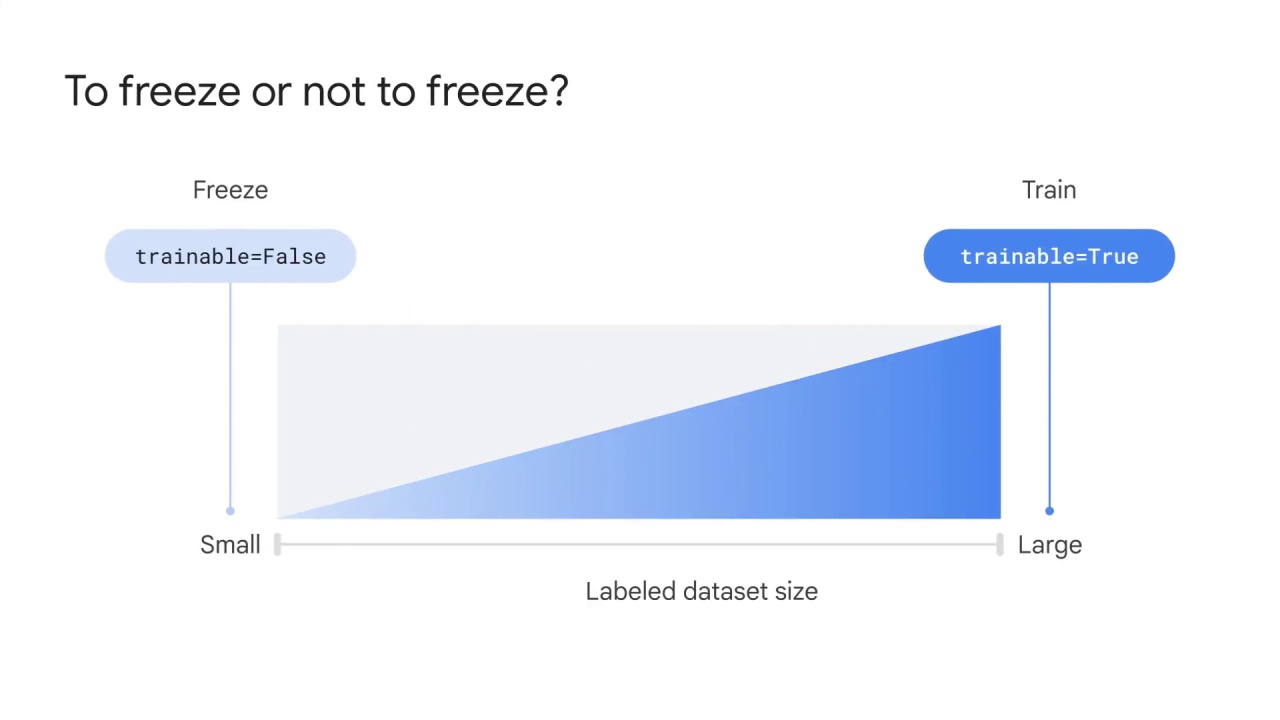 To freeze or not to freeze?
Freeze
Train
trainable=False
trainable=True
Small
Large
Labeled dataset size